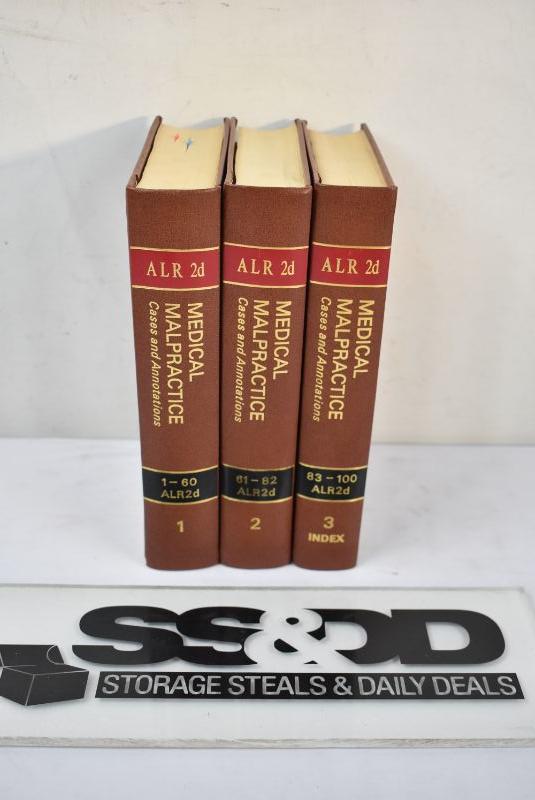 ALR 2d
MEDICAL
MALPRACTICE
Cases and Annotations
1-60
ALR2d
1
ALR 2d
MEDICAL
MALPRACTICE
Cases and Annotations
61-82
ALR2d
2
ALR 2d
MEDICAL
MALPRACTICE
Cases and Annotations
83-100
ALR2d
3
INDEX
SS&DD
STORAGE STEALS & DAILY DEALS